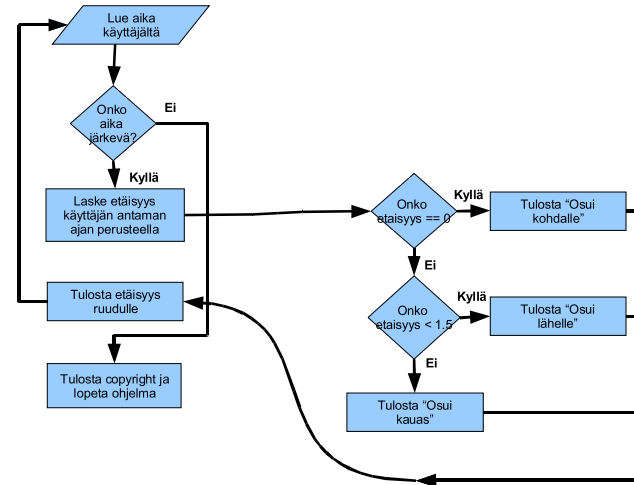 Lue aika
käyttäjältä
Onko
aika
järkevä?
Ei
Kyllä
Laske etäisyys
käyttäjän antaman
ajan perusteella
Onko
etaisyys == 0
Kyllä
Tulosta “Osui
kohdalle”
Ei
Onko
etaisyys < 1.5
Kyllä
Tulosta “Osui
lähelle”
Ei
Tulosta “Osui
kauas”
Tulosta etäisyys
ruudulle
Tulosta copyright ja
lopeta ohjelma